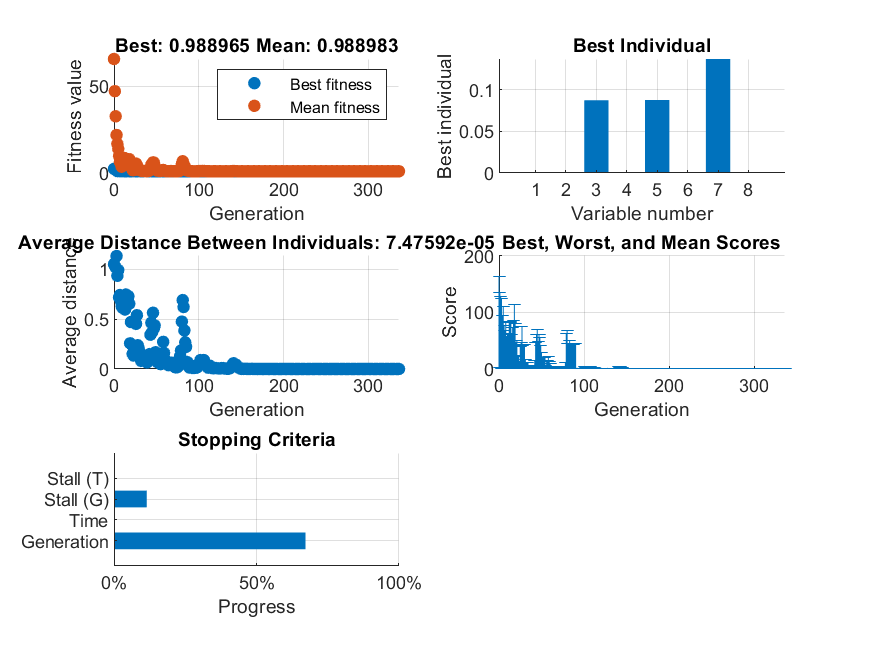 Best: 0.988965 Mean: 0.988983
Fitness value
50
0
Best fitness
Mean fitness
0 100 200 300
Generation
Best Individual
Best individual
0.1
0.05
0
1 2 3 4 5 6 7 8
Variable number
Average Distance Between Individuals: 7.47592e-05
Average distance
1
0.5
0
0 100 200 300
Generation
Best, Worst, and Mean Scores
Score
200
100
0
0 100 200 300
Generation
Stopping Criteria
Stall (T)
Stall (G)
Time
Generation
0% 50% 100%
Progress